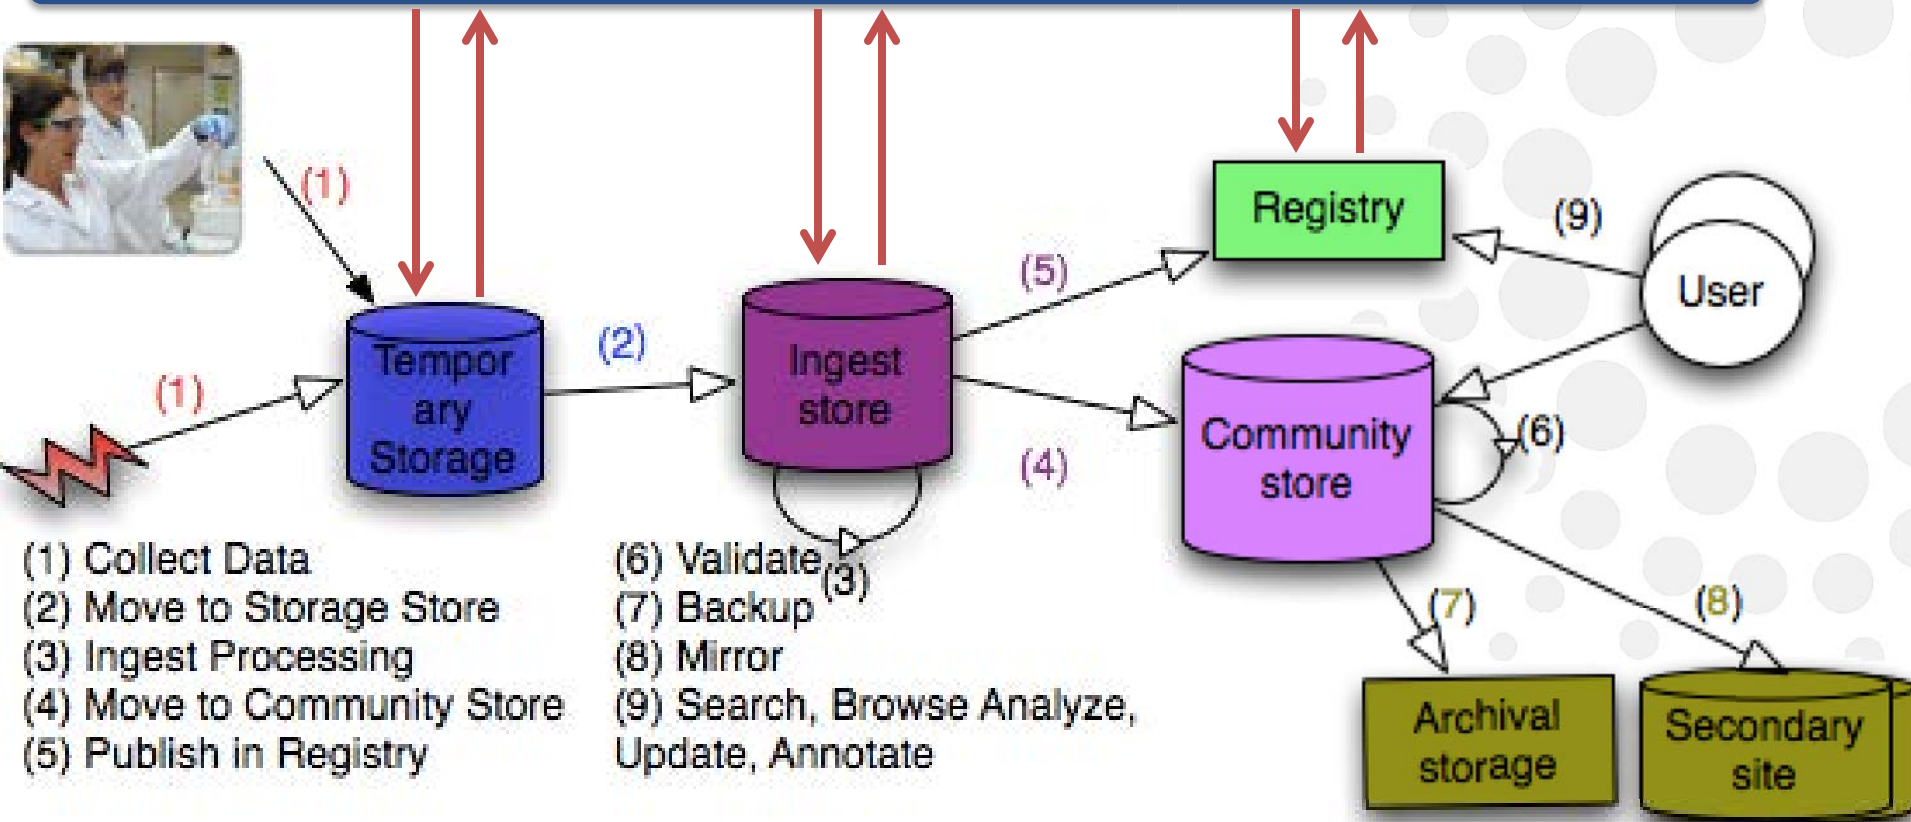 (1)
(1)
Tempor
ary
Storage
(2)
Ingest
store
(3)
(5)
(4)
Registry
(9)
User
Community
store
(6)
(7)
(8)
Archival
storage
Secondary
site
(1) Collect Data
(2) Move to Storage Store
(3) Ingest Processing
(4) Move to Community Store
(5) Publish in Registry
(6) Validate
(7) Backup
(8) Mirror
(9) Search, Browse Analyze,
Update, Annotate